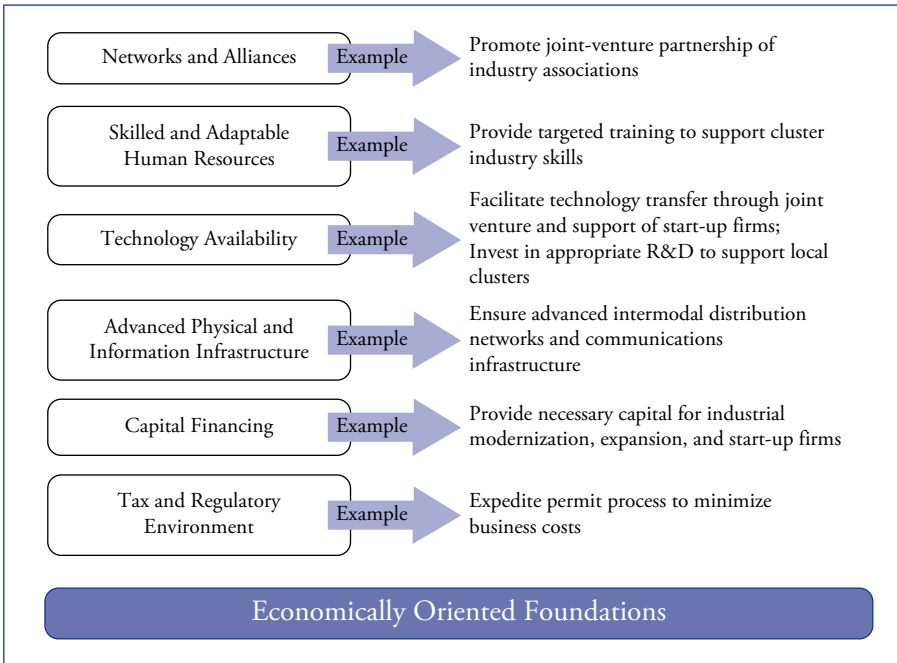 Networks and Alliances
Example
Promote joint-venture partnership of
industry associations
Skilled and Adaptable
Human Resources
Example
Provide targeted training to support cluster
industry skills
Technology Availability
Example
Facilitate technology transfer through joint
venture and support of start-up firms;
Invest in appropriate R&D to support local
clusters
Advanced Physical and
Information Infrastructure
Example
Ensure advanced intermodal distribution
networks and communications
infrastructure
Capital Financing
Example
Provide necessary capital for industrial
modernization, expansion, and start-up firms
Tax and Regulatory
Environment
Example
Expedite permit process to minimize
business costs
Economically Oriented Foundations